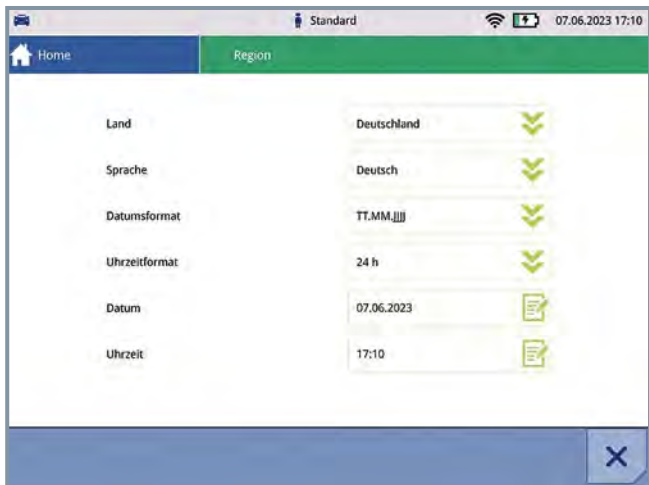 Standard 07.06.2023 17:10
Home Region
Land Deutschland
Sprache Deutsch
Datumsformat TT.MM.JJJJ
Uhrzeitformat 24 h
Datum 07.06.2023
Uhrzeit 17:10